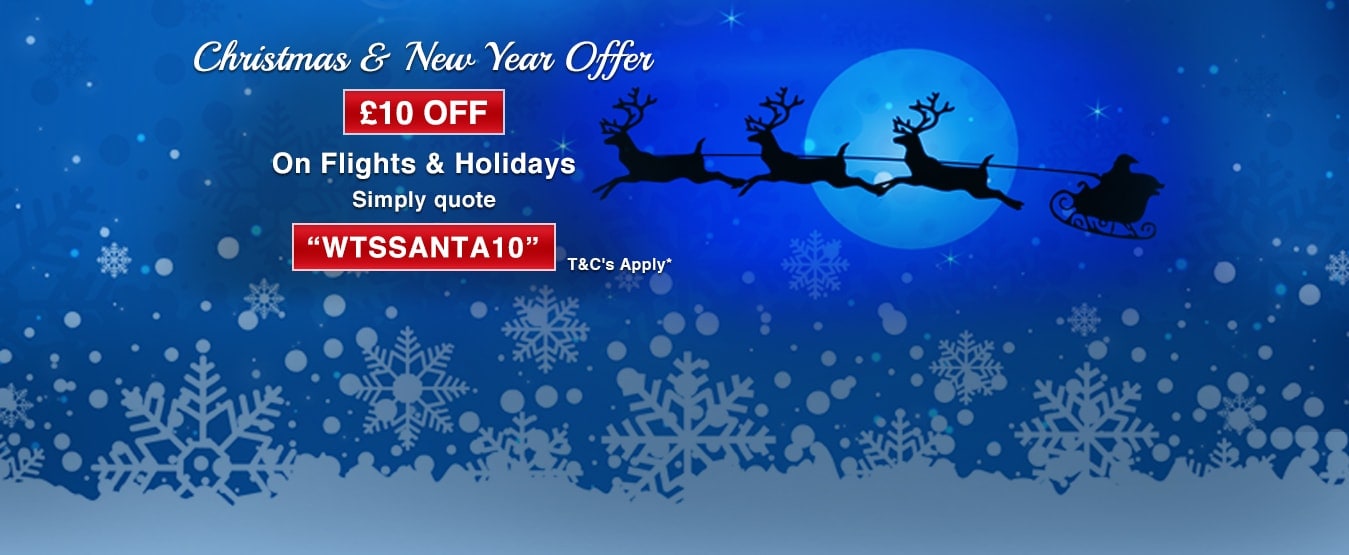 Christmas & New Year Offer
£10 OFF
On Flights & Holidays
Simply quote
“WTSSANTA10”
T&C's Apply*